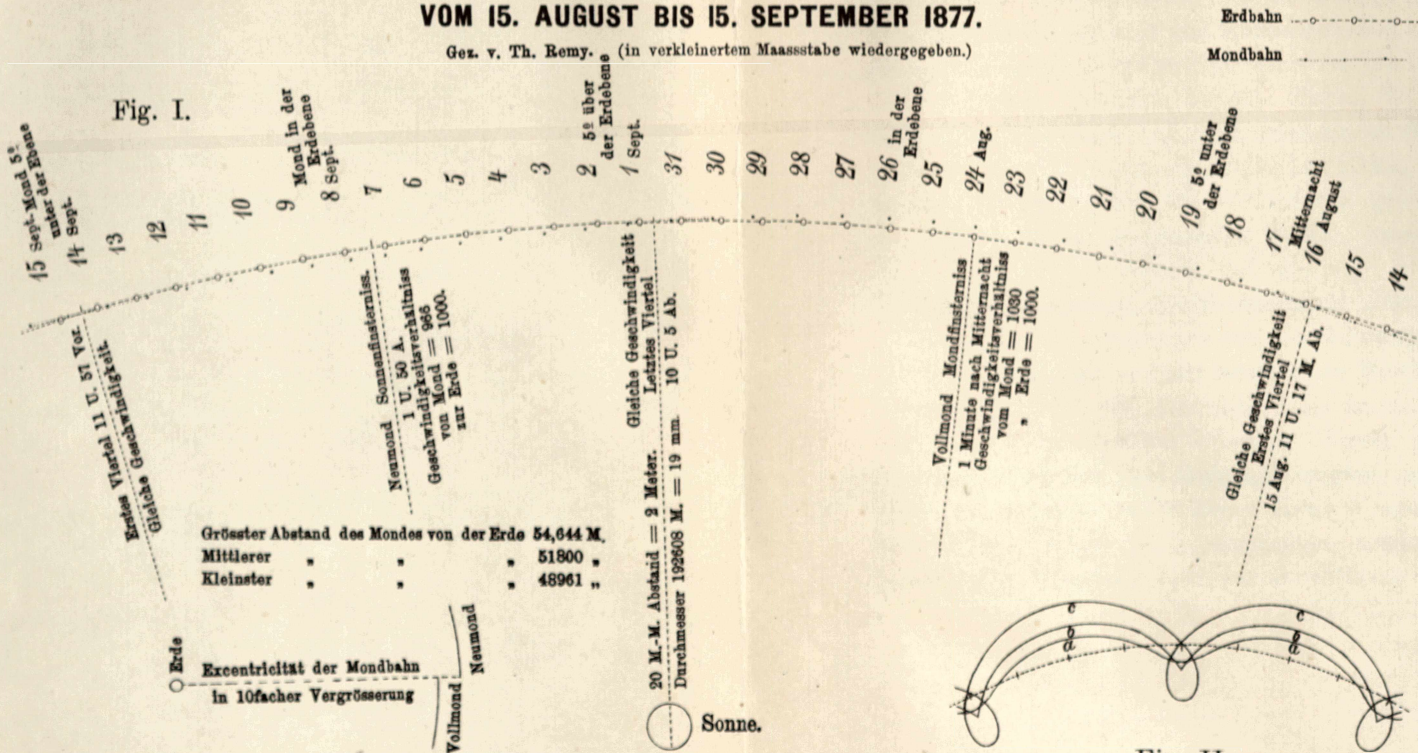 VOM 15. AUGUST BIS 15. SEPTEMBER 1877.
Gez. v. Th. Remy. (in verkleinertem Maassstabe wiedergegeben.)
Erdbahn
Mondbahn
Fig. I.
15 Sept. Mond 5º
unter der Ebene
14 Sept.
13
12
11
10
9
Mond in der
Erdebene
8 Sept.
7
6
5
4
3
2
5º über
der Erdebene
1 Sept.
31
30
29
28
27
26 in der
Erdebene
25
24 Aug.
23
22
21
20
19 5º unter
der Erdebene
18
17
Mitternacht
16 August
15
14
Erstes Viertel 11 U. 57 Vor.
Gleiche Geschwindigkeit.
Neumond Sonnenfinsterniss.
1 U. 50 A.
Geschwindigkeitsverhältniss
von Mond = 966
zur Erde = 1000.
Gleiche Geschwindigkeit
Letztes Viertel
10 U. 5 Ab.
20 M.-M. Abstand = 2 Meter.
Durchmesser 192608 M. = 19 mm.
Vollmond Mondfinsterniss
1 Minute nach Mitternacht
Geschwindigkeitsverhältniss
vom Mond = 1030
„ Erde = 1000.
Gleiche Geschwindigkeit
Erstes Viertel
15 Aug. 11 U. 17 M. Ab.
Grösster Abstand des Mondes von der Erde 54,644 M.
Mittlerer „ „ „ 51800 „
Kleinster „ „ „ 48961 „
Erde
Excentricität der Mondbahn
in 10facher Vergrösserung
Neumond
Vollmond
Sonne.
c
b
a
c
b
a